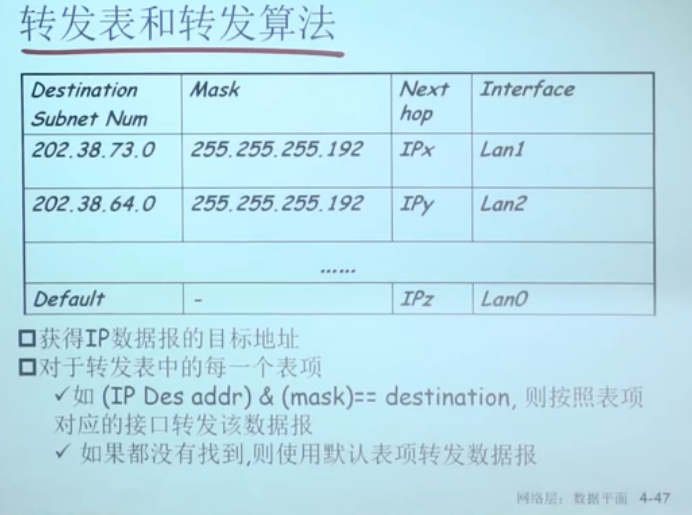 转发表和转发算法
Destination Subnet Num Mask Next hop Interface
202.38.73.0 255.255.255.192 IPx Lan1
202.38.64.0 255.255.255.192 IPy Lan2
......
Default - IPz Lan0
获得IP数据报的目标地址
对于转发表中的每一个表项
✓如 (IP Des addr) & (mask)== destination, 则按照表项
对应的接口转发该数据报
✓ 如果都没有找到,则使用默认表项转发数据报
网络层：数据平面 4-47